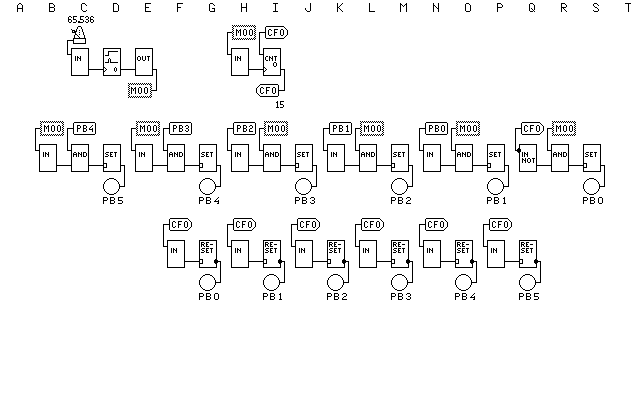 A B C D E F G H I J K L M N O P Q R S T
65,536
M00 CF0
IN OUT IN CNT
0 0
M00 CF0
15
M00 PB4 M00 PB3 PB2 M00 PB1 M00 PB0 M00 CF0 M00
IN AND SET IN AND SET IN AND SET IN AND SET IN AND SET IN NOT AND SET
PB5 PB4 PB3 PB2 PB1 PB0
CF0 CF0 CF0 CF0 CF0 CF0
IN RE-SET IN RE-SET IN RE-SET IN RE-SET IN RE-SET IN RE-SET
PB0 PB1 PB2 PB3 PB4 PB5